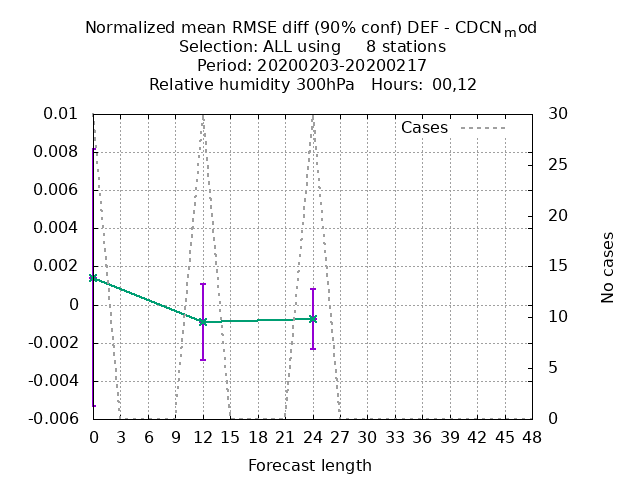 Normalized mean RMSE diff (90% conf) DEF - CDCNmod
Selection: ALL using     8 stations
Period: 20200203-20200217
Relative humidity 300hPa   Hours: 00,12
Cases
0.01
0.008
0.006
0.004
0.002
0
-0.002
-0.004
-0.006
30
25
20
15
10
5
0
No cases
0 3 6 9 12 15 18 21 24 27 30 33 36 39 42 45 48
Forecast length